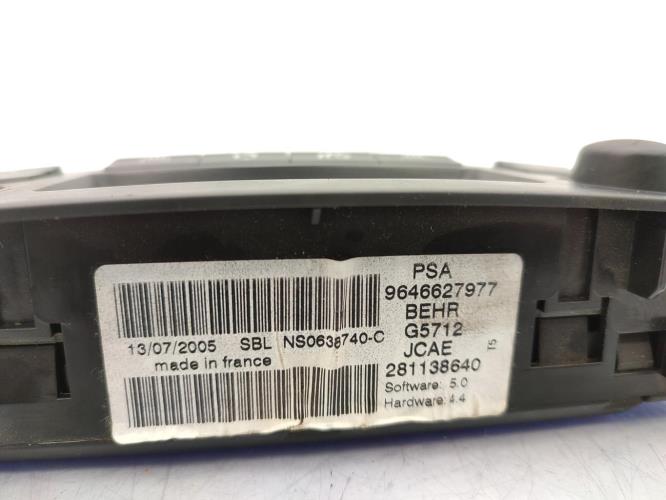 13/07/2005 SBL NS0638740-C
made in france
PSA
9646627977
BEHR
G5712
JCAE
281138640
Software: 5.0
Hardware: 4.4
T5